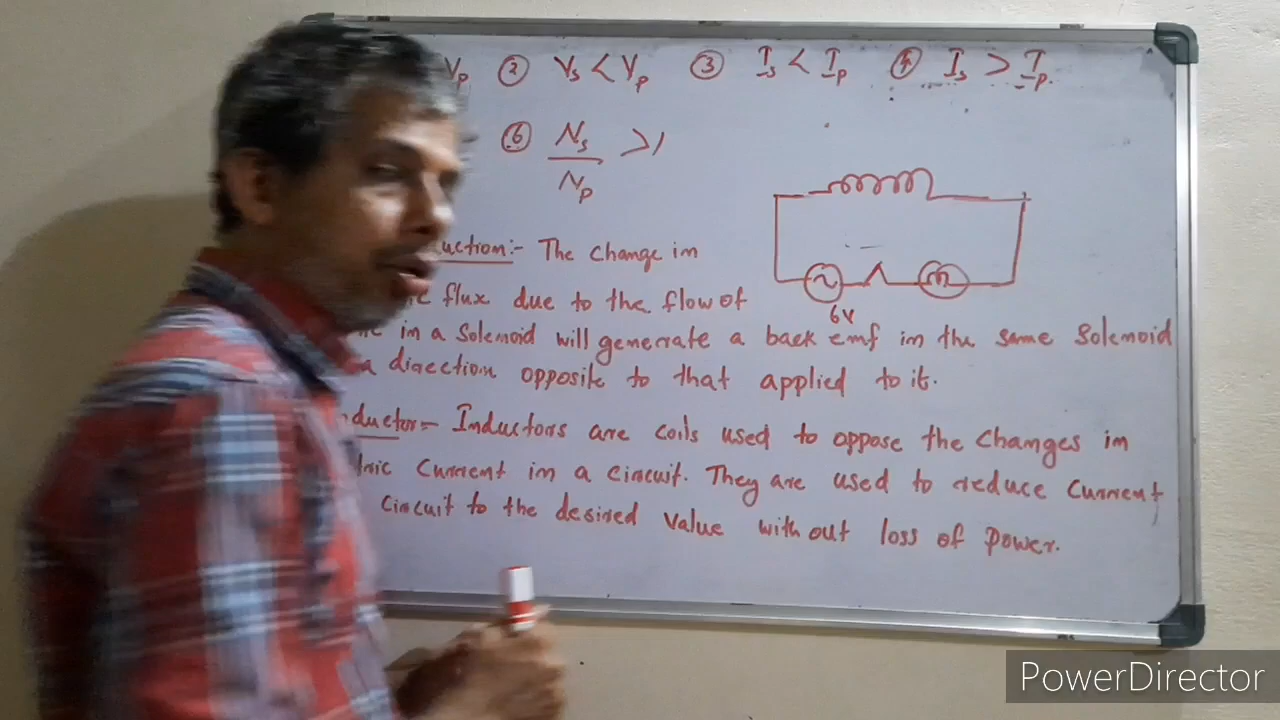 Vp ② Vs < Vp ③ Is < Ip ④ Is > Ip.
⑥ Ns/Np >1
uction:- The change in
flux due to the flow of
6V
in a Solenoid will generate a back emf in the same Solenoid
direction opposite to that applied to it.
ductor:- Inductors are coils used to oppose the changes in
tric current in a circuit. They are used to reduce current
circuit to the desired value with out loss of power.
PowerDirector